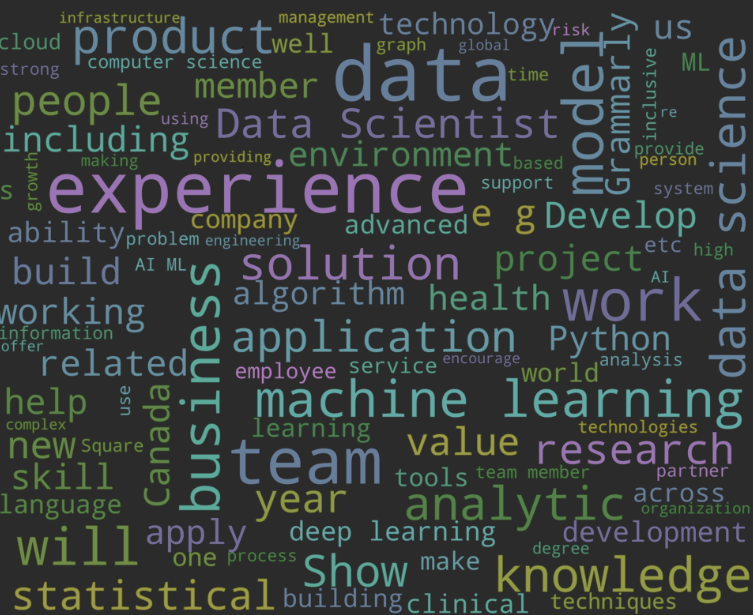 infrastructure
management
cloud
product
well
technology
risk
us
computer science
graph
global
strong
data
time
model
Grammarly
inclusive
ML
data science
people
member
using
Data Scientist
re
including
making
providing
environment
based
provide
person
s
growth
experience
support
system
company
advanced
e g
Develop
ability
problem
engineering
solution
project
etc
high
build
AI ML
business
algorithm
health
work
AI
working
information
application
Python
offer
related
employee
service
encourage
world
analysis
help
use
Canada
machine learning
complex
new
Square
learning
value
technologies
research
team
skill
tools
team member
partner
language
year
analytic
across
organization
will
apply
deep learning
development
one
process
Show
make
degree
knowledge
statistical
building
clinical
techniques